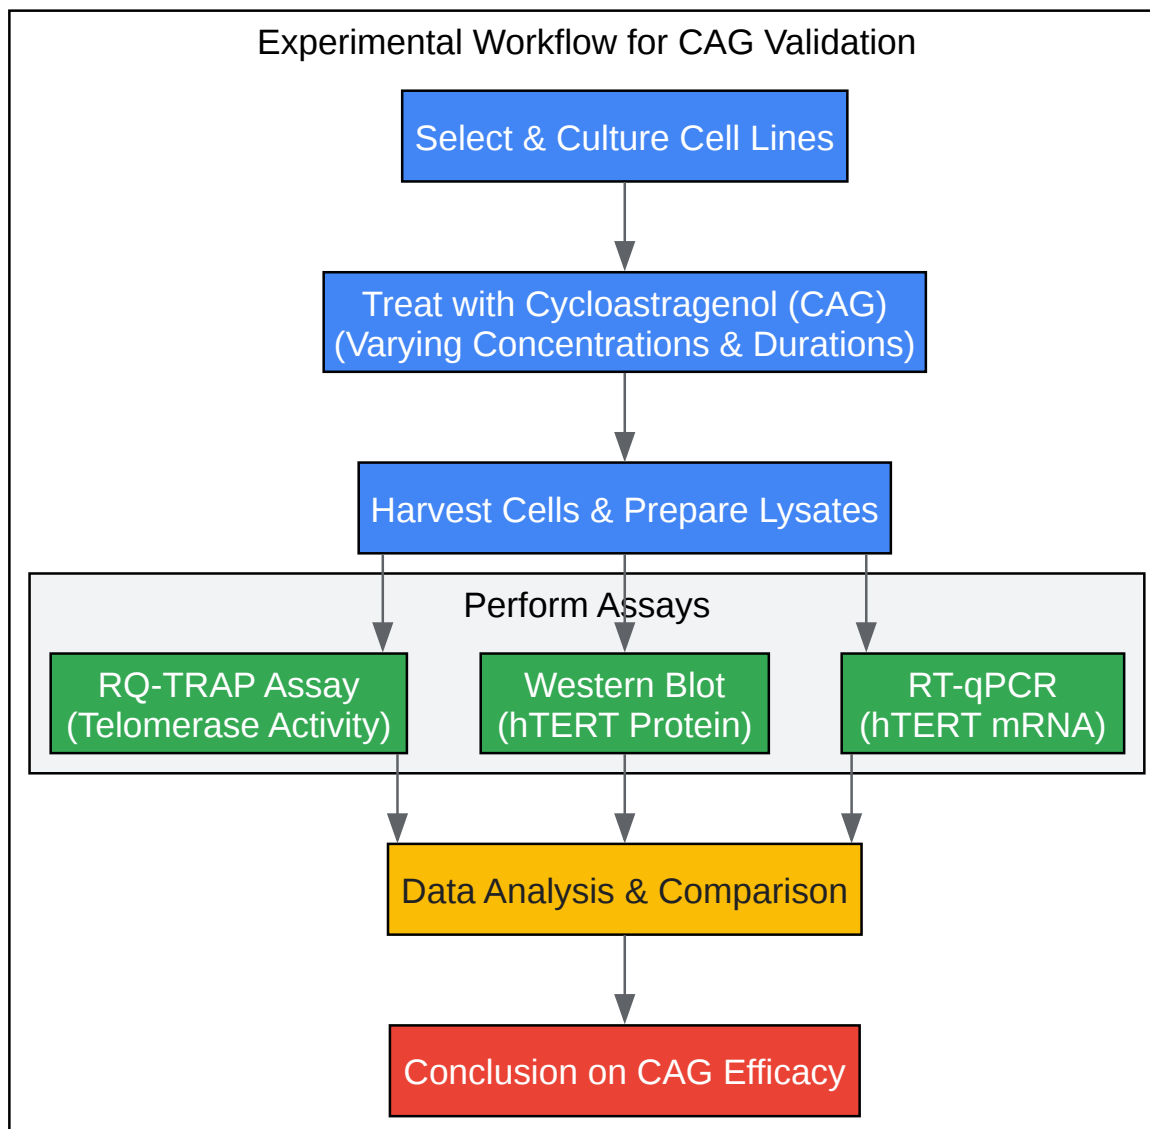 Experimental Workflow for CAG Validation
Select & Culture Cell Lines
Treat with Cycloastragenol (CAG)
(Varying Concentrations & Durations)
Harvest Cells & Prepare Lysates
Perform Assays
RQ-TRAP Assay
(Telomerase Activity)
Western Blot
(hTERT Protein)
RT-qPCR
(hTERT mRNA)
Data Analysis & Comparison
Conclusion on CAG Efficacy